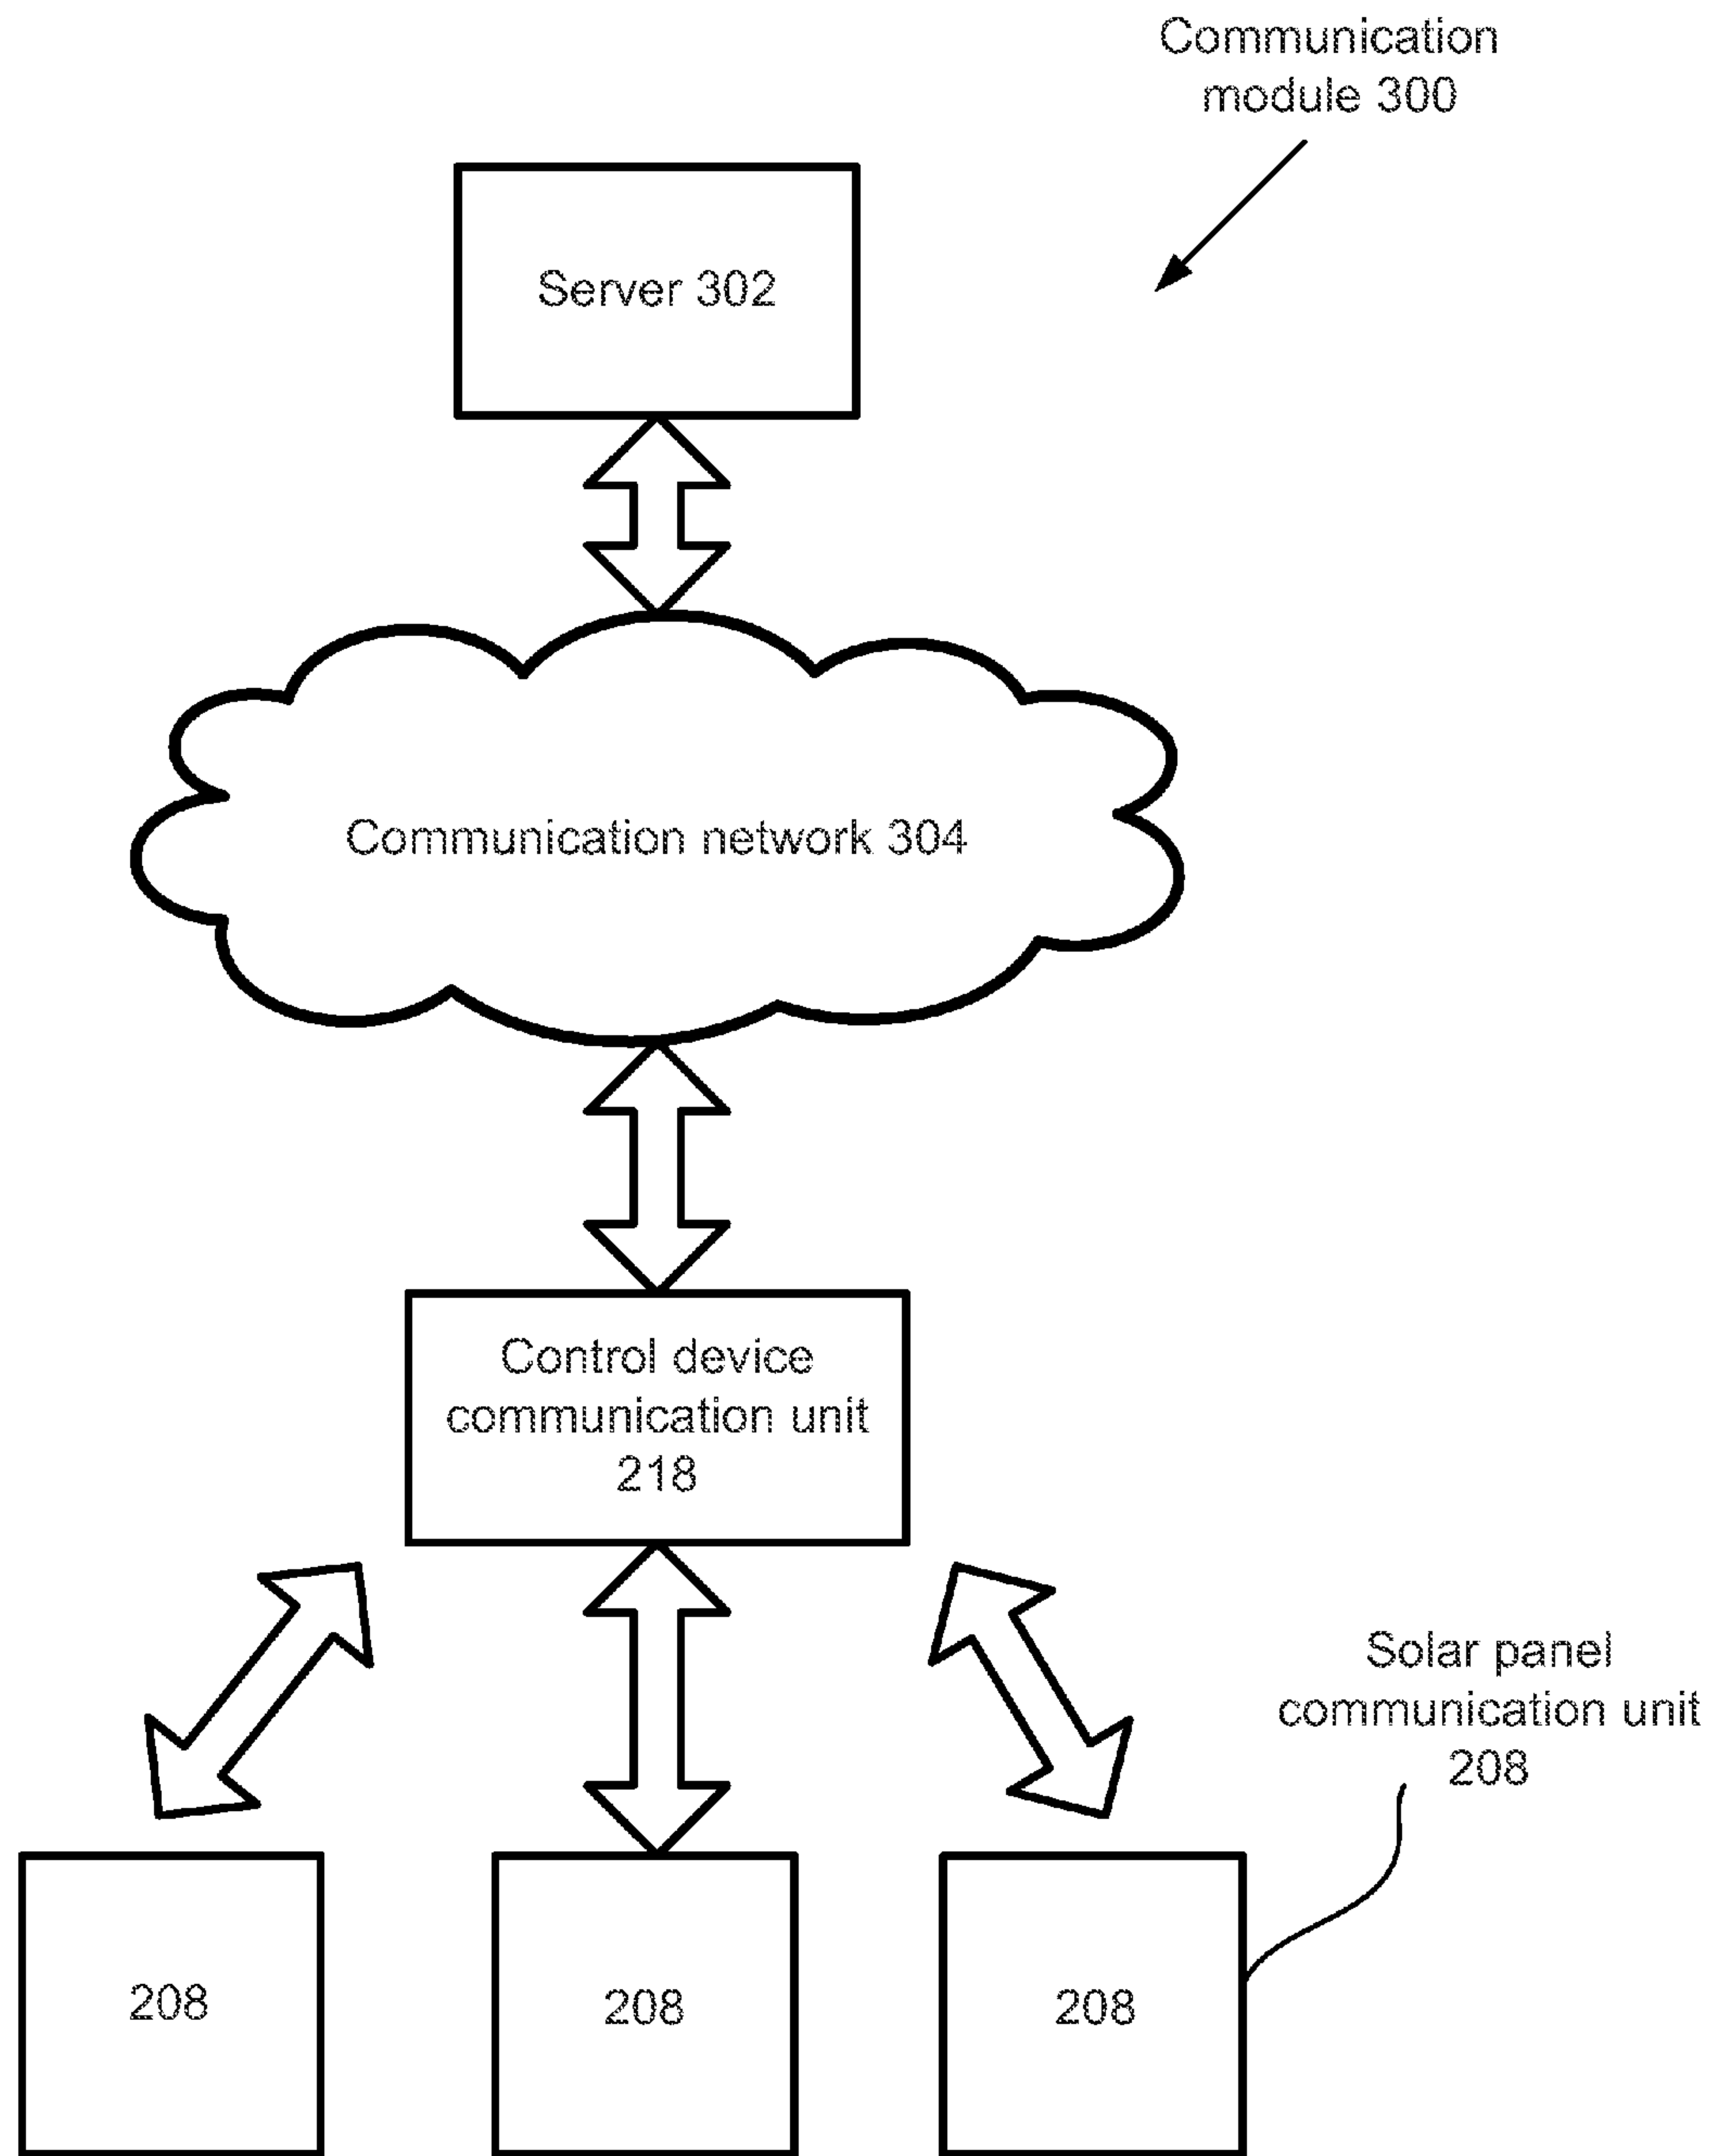 Communication
module 300
Server 302
Communication network 304
Control device
communication unit
218
Solar panel
communication unit
208
208
208
208